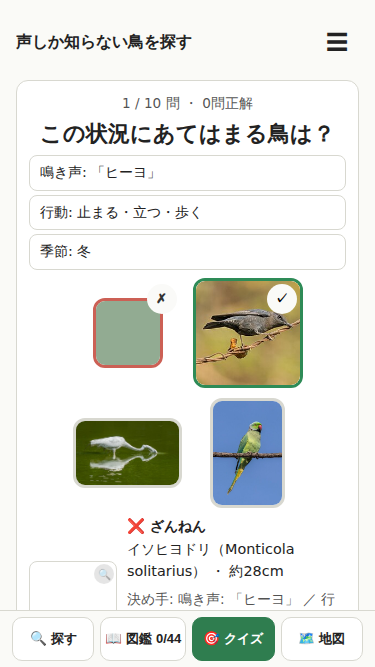 声しか知らない鳥を探す
☰
1 / 10 問 ・ 0問正解
この状況にあてはまる鳥は？
鳴き声: 「ヒーヨ」
行動: 止まる・立つ・歩く
季節: 冬
✗
✓
❌ ざんねん
イソヒヨドリ（Monticola
solitarius） ・ 約28cm
🔍
決め手: 鳴き声: 「ヒーヨ」 ／ 行
🔍 探す
📖 図鑑 0/44
🎯 クイズ
🗺️ 地図